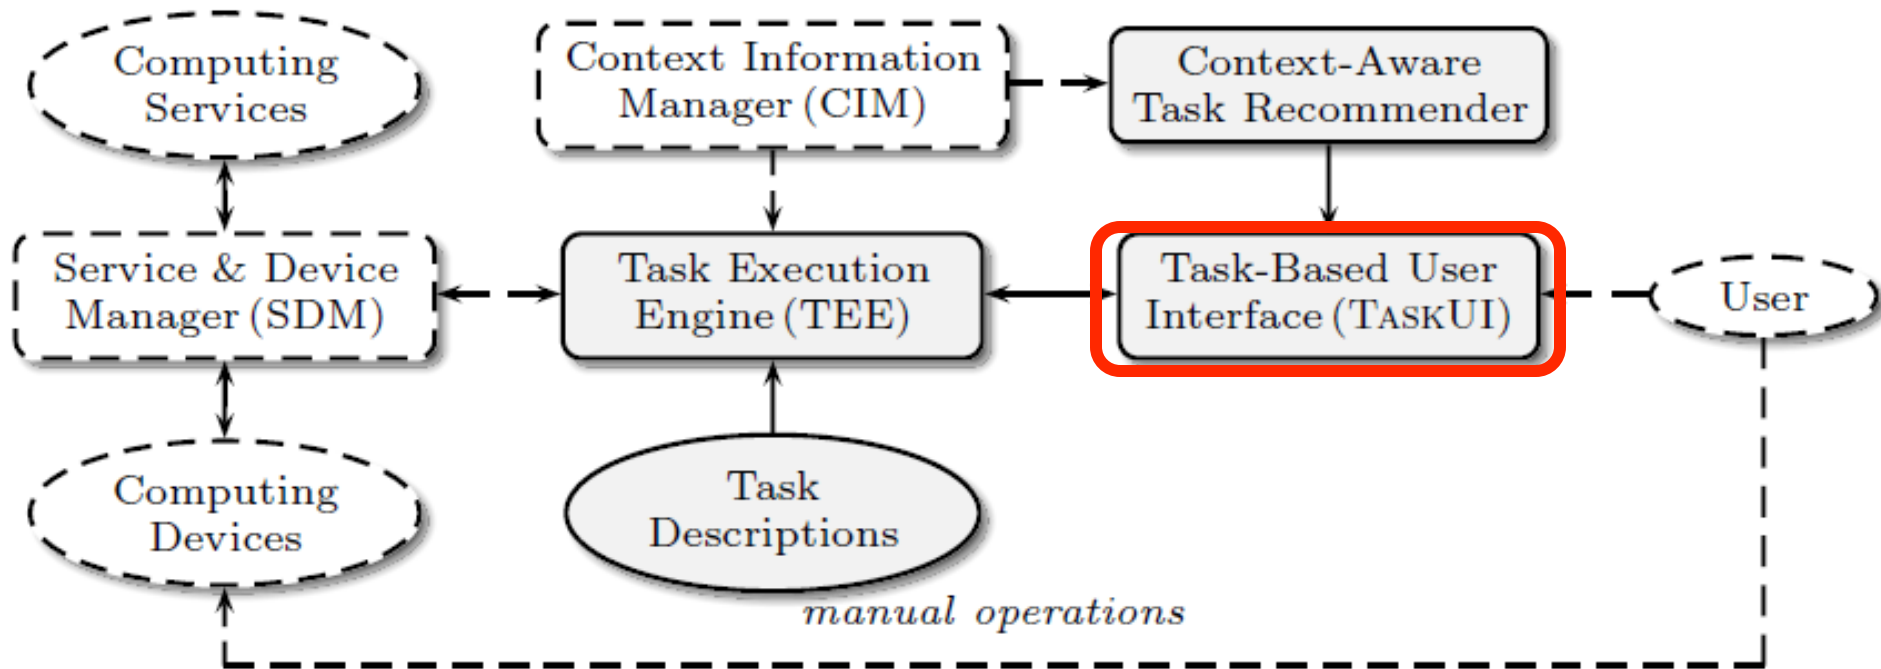 Computing
Services
Context Information
Manager (CIM)
Context-Aware
Task Recommender
Service & Device
Manager (SDM)
Task Execution
Engine (TEE)
Task-Based User
Interface (TASKUI)
User
Computing
Devices
Task
Descriptions
manual operations